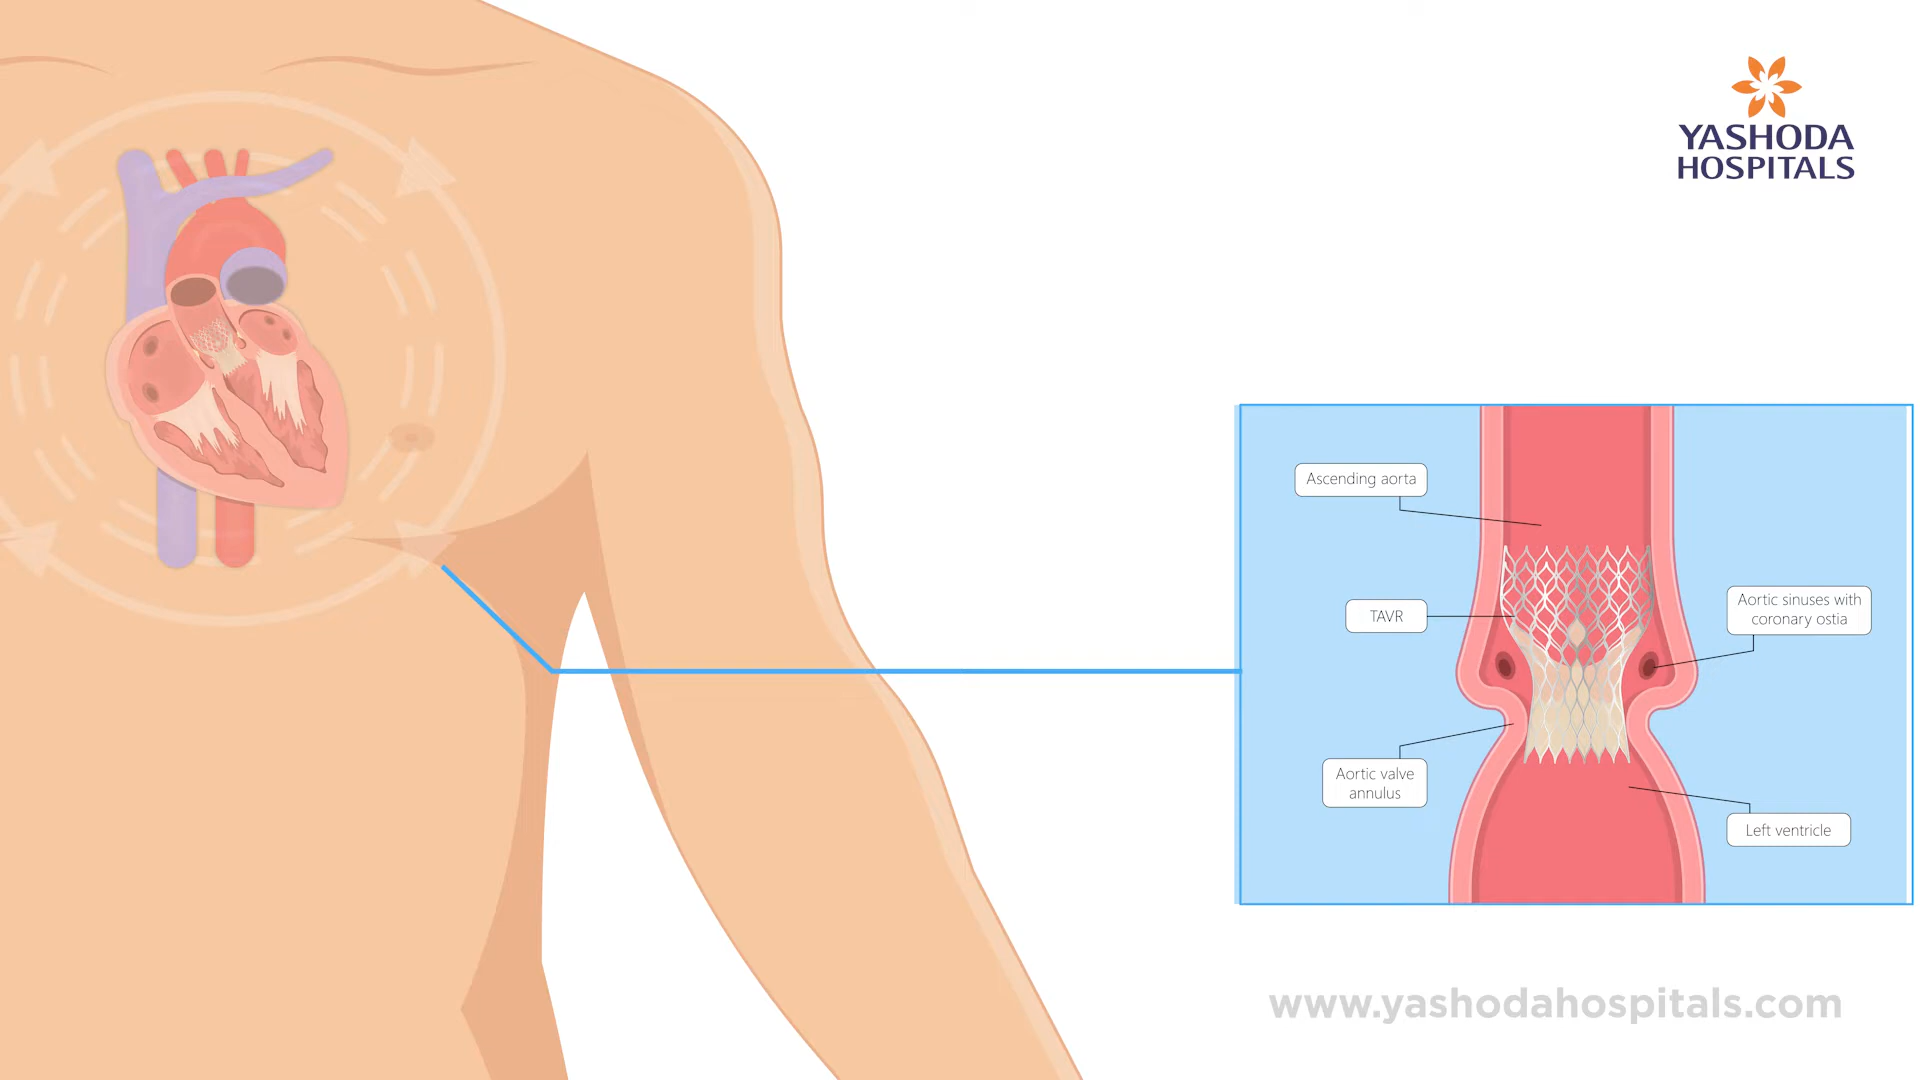 YASHODA
HOSPITALS
Ascending aorta
TAVR
Aortic sinuses with
coronary ostia
Aortic valve
annulus
Left ventricle
www.yashodahospitals.com